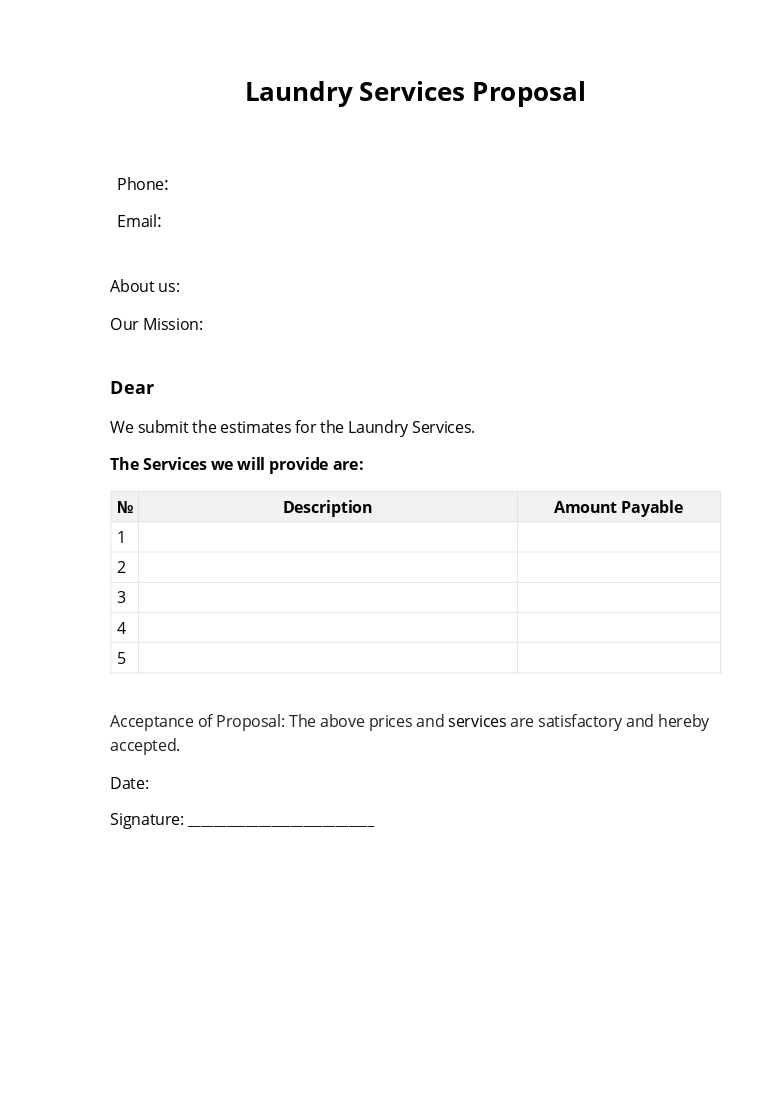 Laundry Services Proposal
Phone:
Email:
About us:
Our Mission:
Dear
We submit the estimates for the Laundry Services.
The Services we will provide are:
№ Description Amount Payable
1
2
3
4
5
Acceptance of Proposal: The above prices and services are satisfactory and hereby
accepted.
Date:
Signature: __________________________